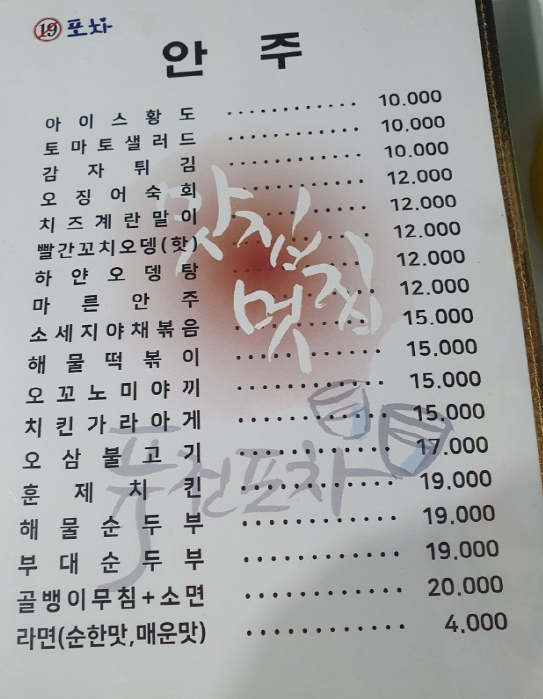 19 포차
안주
아이스황도 ············ 10.000
토마토샐러드 ············ 10.000
감자튀김 ············ 10.000
오징어숙회 ············ 12.000
치즈계란말이 ············ 12.000
빨간꼬치오뎅(핫) ············ 12.000
하얀오뎅탕 ············ 12.000
마른안주 ············ 12.000
소세지야채볶음 ············ 15.000
해물떡볶이 ············ 15.000
오꼬노미야끼 ············ 15.000
치킨가라아게 ············ 15.000
오삼불고기 ············ 17.000
훈제치킨 ············ 19.000
해물순두부 ············ 19.000
부대순두부 ············ 19.000
골뱅이무침+소면 ············ 20.000
라면(순한맛,매운맛) ············ 4.000
맛집
멋집
퓨전포차